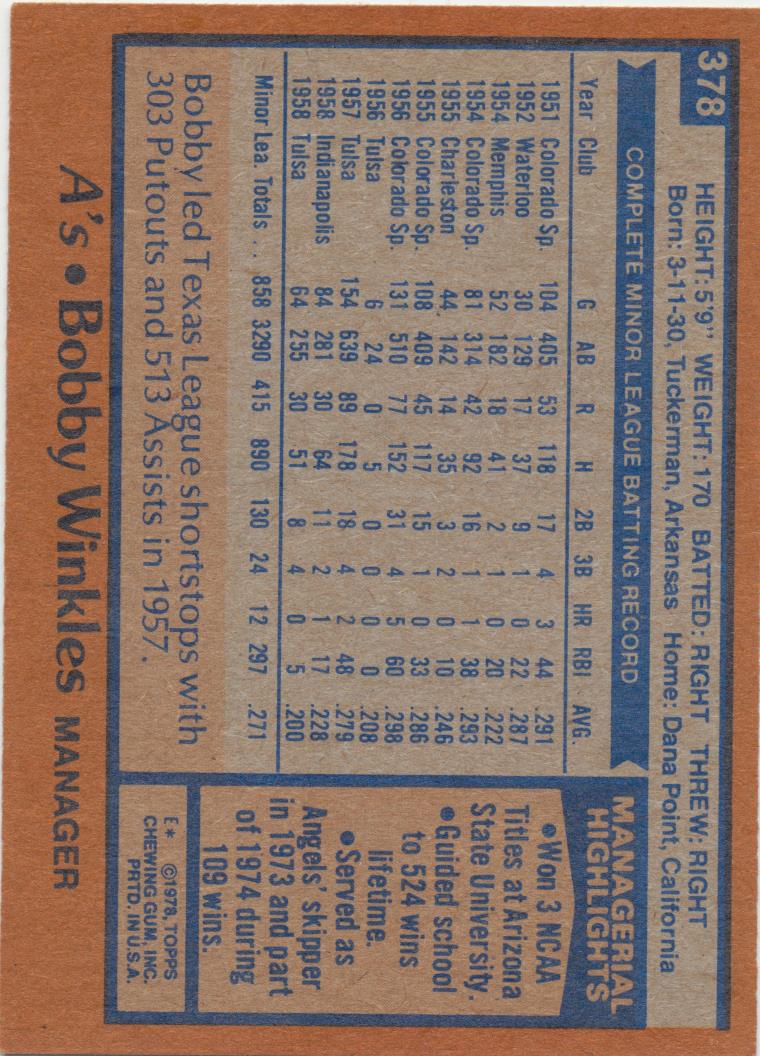 378
HEIGHT: 5'9" WEIGHT: 170 BATTED: RIGHT THREW: RIGHT
Born: 3-11-30, Tuckerman, Arkansas Home: Dana Point, California
COMPLETE MINOR LEAGUE BATTING RECORD
Year Club G AB R H 2B 3B HR RBI AVG.
1951 Colorado Sp. 104 405 53 118 17 4 3 44 .291
1952 Waterloo 30 129 17 37 9 1 0 22 .287
1954 Memphis 52 182 18 41 2 1 0 20 .222
1954 Colorado Sp. 81 314 42 92 16 1 1 38 .293
1955 Charleston 44 142 14 35 3 2 0 10 .246
1955 Colorado Sp. 108 409 45 117 15 1 0 33 .286
1956 Colorado Sp. 131 510 77 152 31 4 5 60 .298
1956 Tulsa 6 24 0 5 0 0 0 0 .208
1957 Tulsa 154 639 89 178 18 4 2 48 .279
1958 Indianapolis 84 281 30 64 11 2 1 17 .228
1958 Tulsa 64 255 30 51 8 4 0 5 .200
Minor Lea. Totals . . 858 3290 415 890 130 24 12 297 .271
Bobby led Texas League shortstops with
303 Putouts and 513 Assists in 1957.
MANAGERIAL
HIGHLIGHTS
•Won 3 NCAA
Titles at Arizona
State University.
•Guided school
to 524 wins
lifetime.
•Served as
Angels' skipper
in 1973 and part
of 1974 during
109 wins.
E* ©1978, TOPPS
CHEWING GUM, INC.
PRTD. IN U.S.A.
A's • Bobby Winkles MANAGER